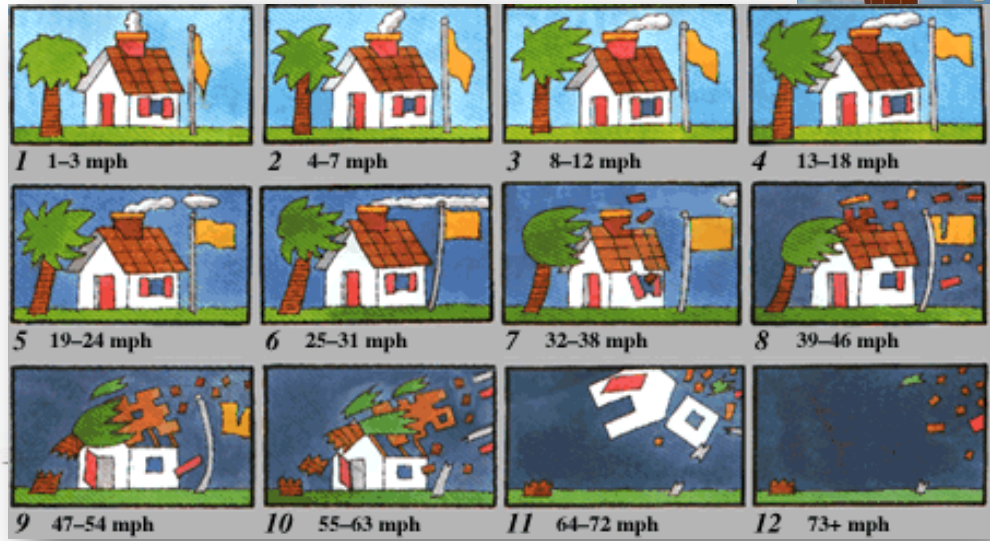 1 1–3 mph
2 4–7 mph
3 8–12 mph
4 13–18 mph
5 19–24 mph
6 25–31 mph
7 32–38 mph
8 39–46 mph
9 47–54 mph
10 55–63 mph
11 64–72 mph
12 73+ mph